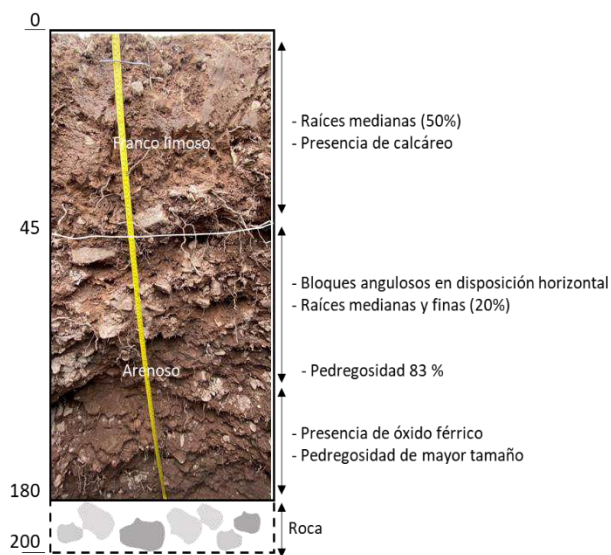 0
- Raíces medianas (50%)
- Presencia de calcáreo
Franco limoso
45
- Bloques angulosos en disposición horizontal
- Raíces medianas y finas (20%)
Arenoso
- Pedregosidad 83 %
- Presencia de óxido férrico
- Pedregosidad de mayor tamaño
180
Roca
200